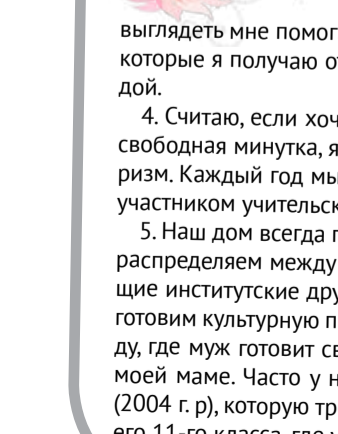 выглядеть мне помог
которые я получаю о
дой.
4. Считаю, если хоч
свободная минутка, я
ризм. Каждый год мы
участником учительск
5. Наш дом всегда
распределяем между
щие институтские дру
готовим культурную п
ду, где муж готовит св
моей маме. Часто у н
(2004 г. р), которую тр
его 11-го класса, где